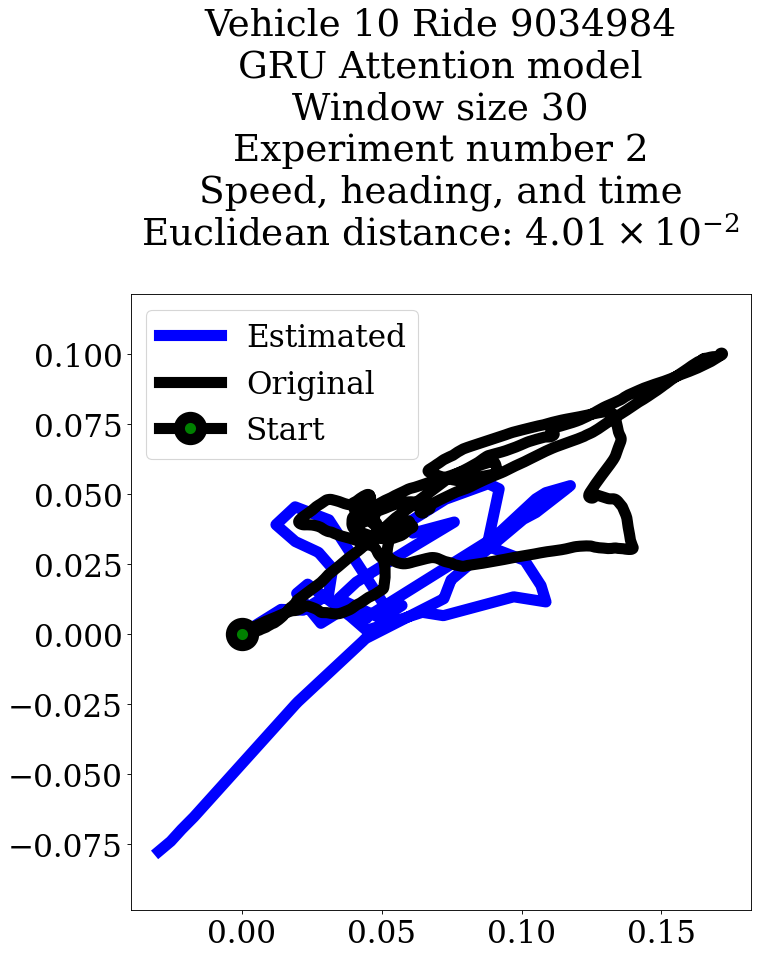 Vehicle 10 Ride 9034984
GRU Attention model
Window size 30
Experiment number 2
Speed, heading, and time
Euclidean distance: 4.01 × 10⁻²
Estimated
Original
Start
0.100
0.075
0.050
0.025
0.000
−0.025
−0.050
−0.075
0.00 0.05 0.10 0.15